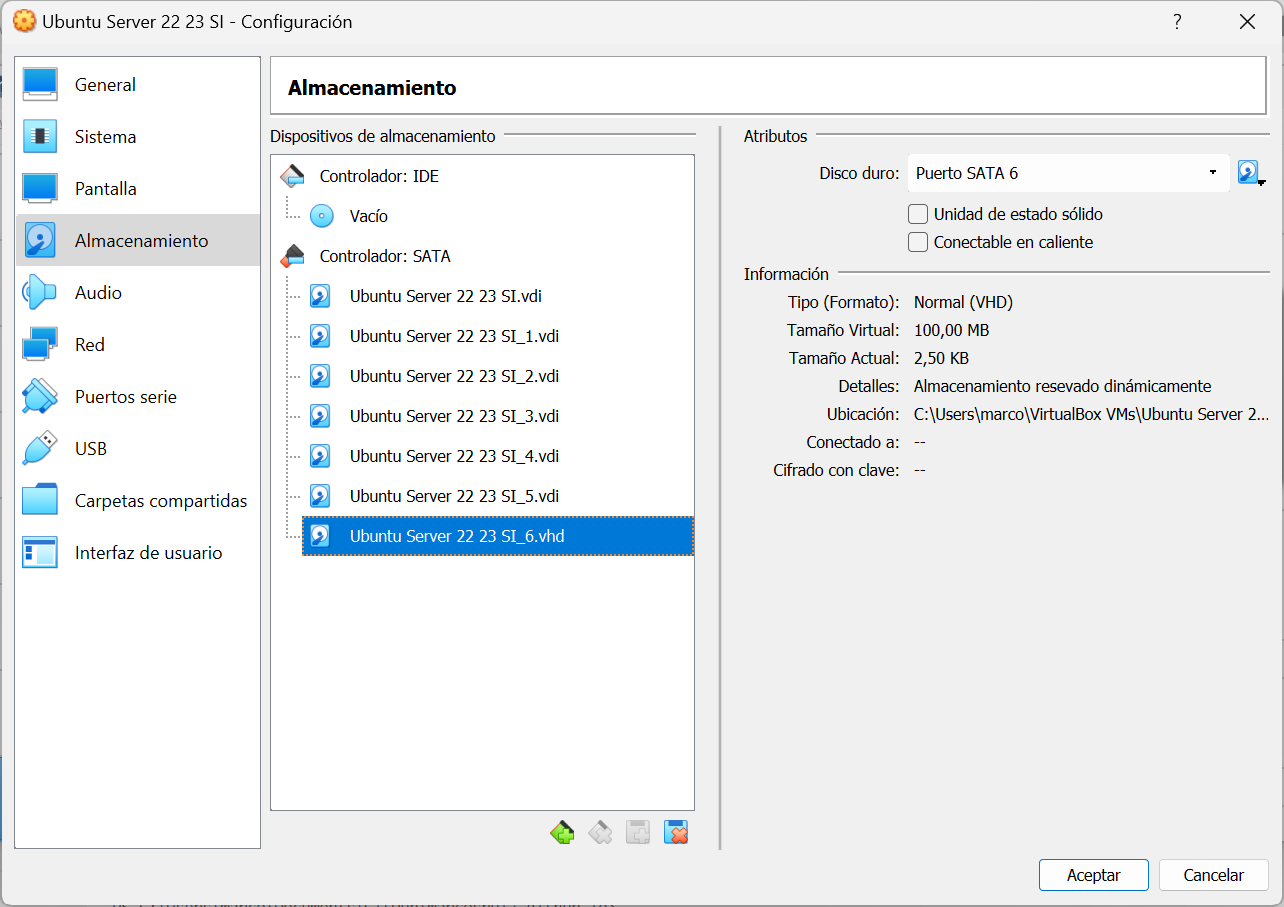 Ubuntu Server 22 23 SI - Configuración
?
General
Sistema
Pantalla
Almacenamiento
Audio
Red
Puertos serie
USB
Carpetas compartidas
Interfaz de usuario
Almacenamiento
Dispositivos de almacenamiento
Controlador: IDE
Vacío
Controlador: SATA
Ubuntu Server 22 23 SI.vdi
Ubuntu Server 22 23 SI_1.vdi
Ubuntu Server 22 23 SI_2.vdi
Ubuntu Server 22 23 SI_3.vdi
Ubuntu Server 22 23 SI_4.vdi
Ubuntu Server 22 23 SI_5.vdi
Ubuntu Server 22 23 SI_6.vhd
Atributos
Disco duro: Puerto SATA 6
Unidad de estado sólido
Conectable en caliente
Información
Tipo (Formato): Normal (VHD)
Tamaño Virtual: 100,00 MB
Tamaño Actual: 2,50 KB
Detalles: Almacenamiento resevado dinámicamente
Ubicación: C:\Users\marco\VirtualBox VMs\Ubuntu Server 2...
Conectado a: --
Cifrado con clave: --
Aceptar
Cancelar